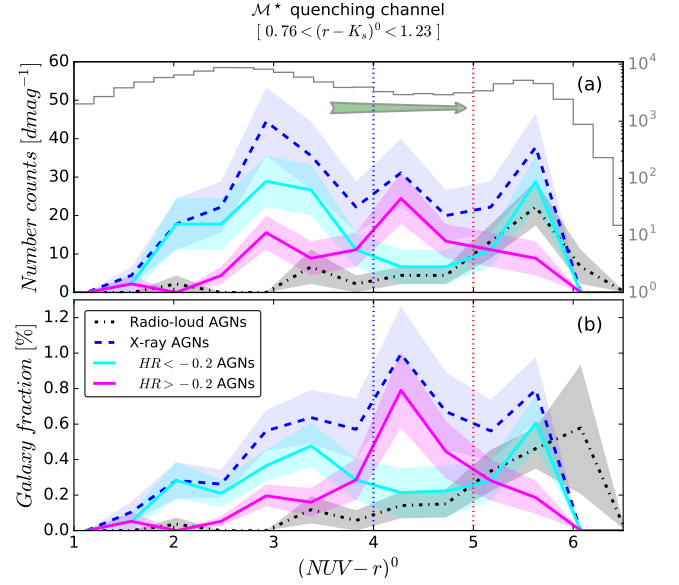 M⋆ quenching channel
[ 0.76 < (r − Ks)⁰ < 1.23 ]
(a)
Number counts [dmag⁻¹]
60
50
40
30
20
10
0
10⁴
10³
10²
10¹
10⁰
(b)
Radio-loud AGNs
X-ray AGNs
HR < −0.2 AGNs
HR > −0.2 AGNs
Galaxy fraction [%]
1.2
1.0
0.8
0.6
0.4
0.2
0.0
1 2 3 4 5 6
(NUV − r)⁰